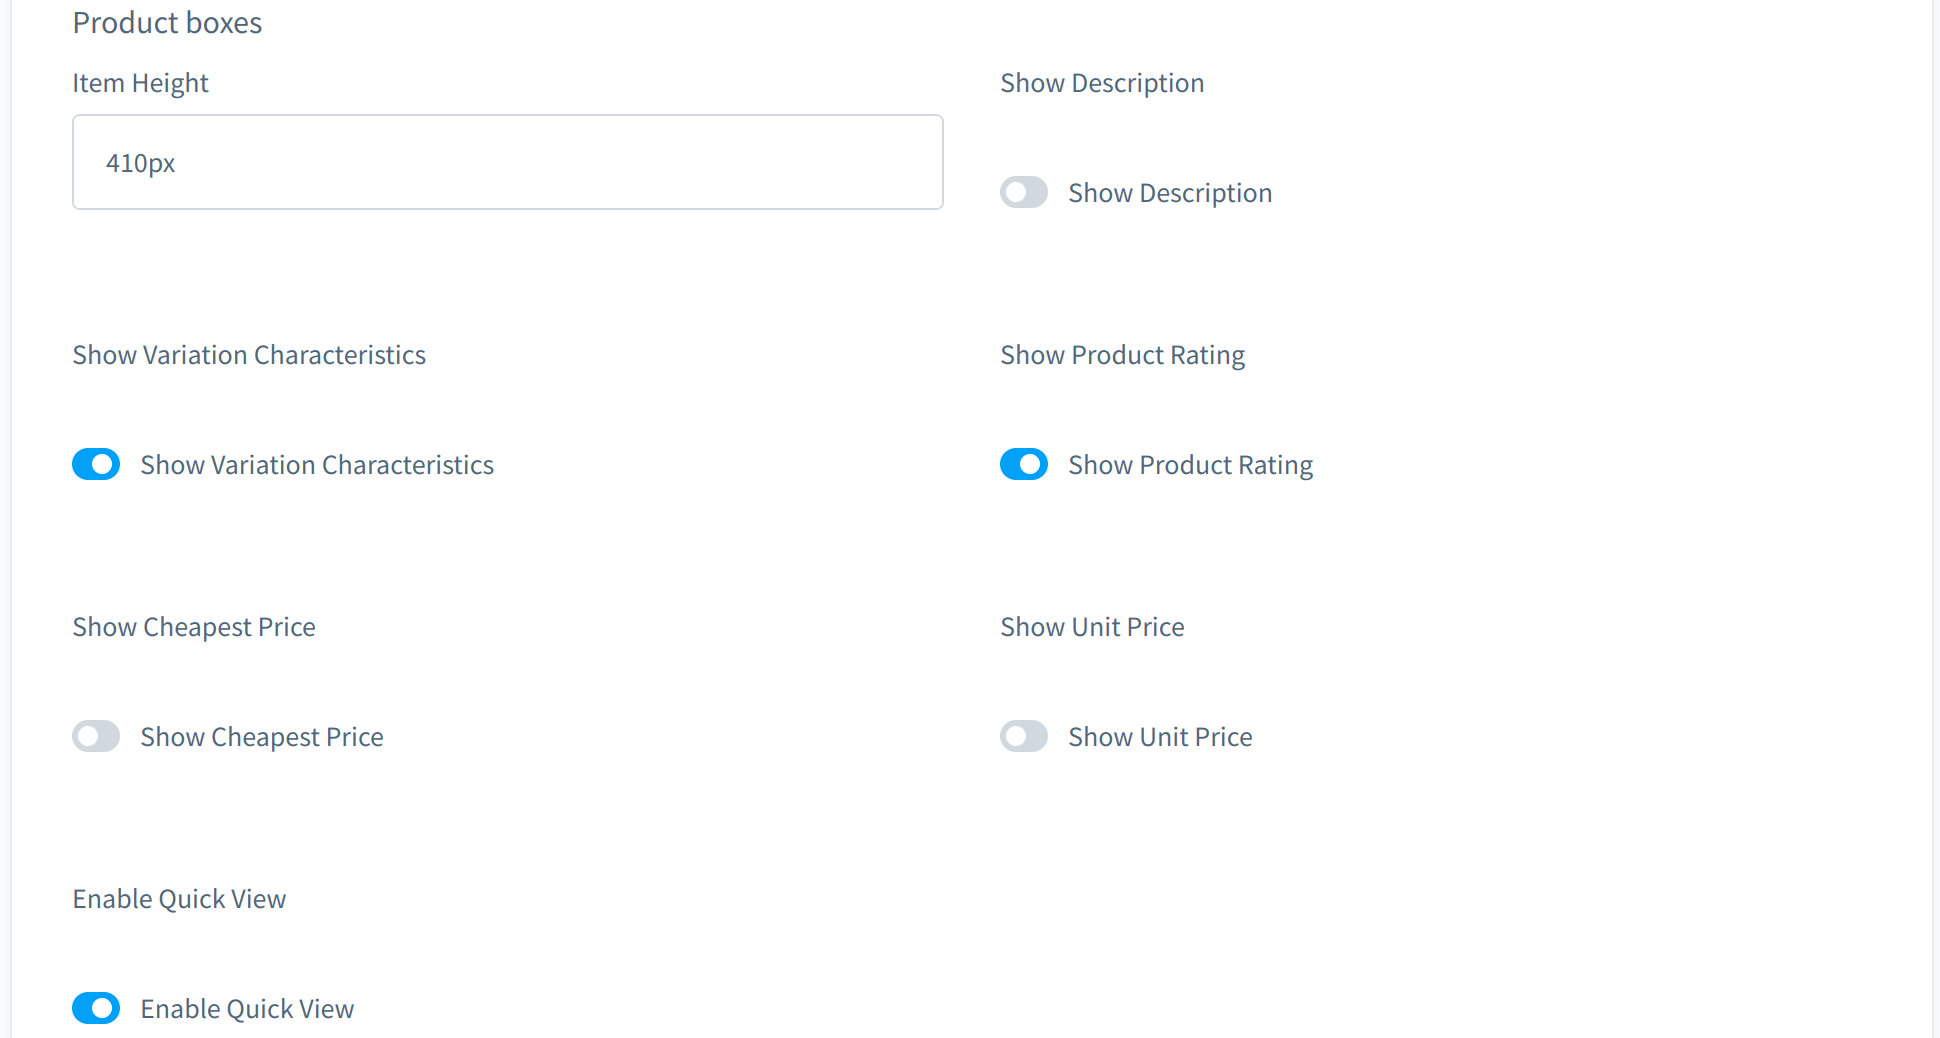 Product boxes
Item Height
Show Description
410px
Show Description
Show Variation Characteristics
Show Product Rating
Show Variation Characteristics
Show Product Rating
Show Cheapest Price
Show Unit Price
Show Cheapest Price
Show Unit Price
Enable Quick View
Enable Quick View